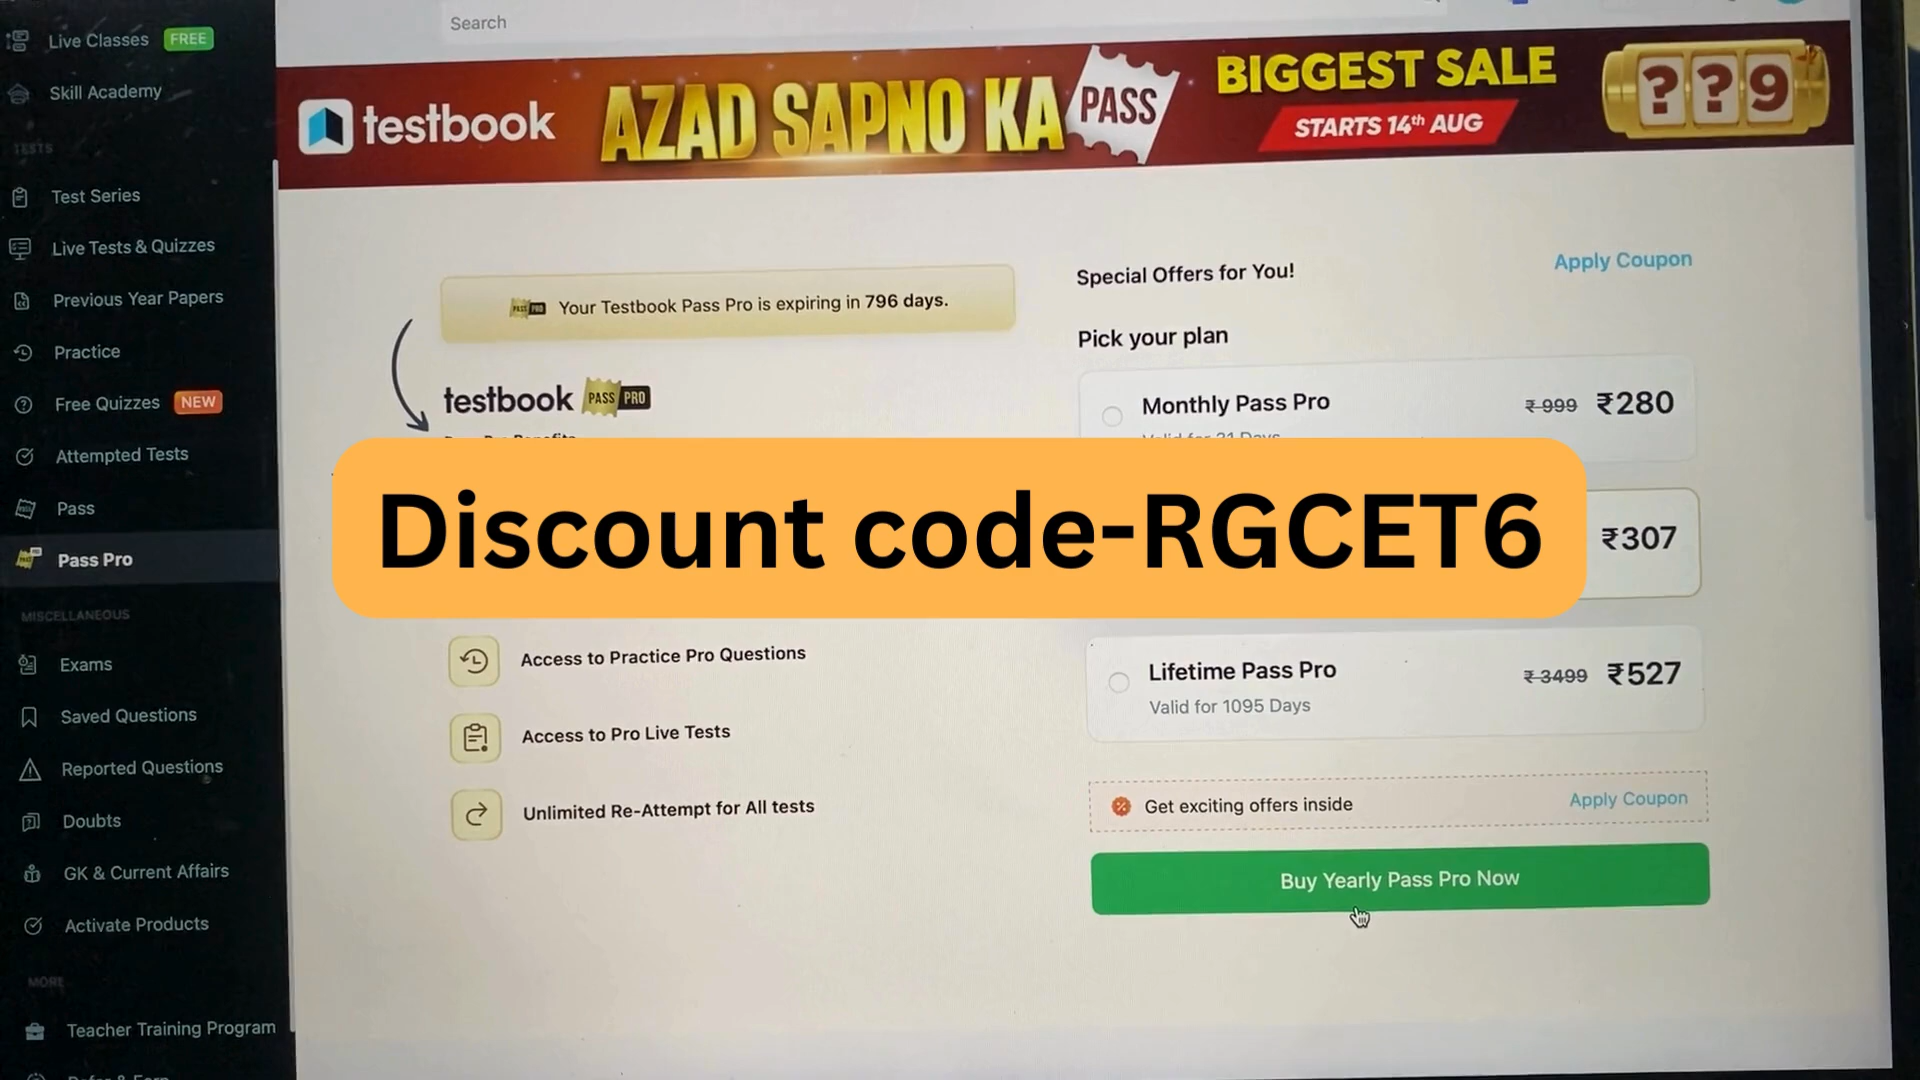 Search
Live Classes FREE
Skill Academy
TESTS
Test Series
Live Tests & Quizzes
Previous Year Papers
Practice
Free Quizzes NEW
Attempted Tests
Pass
Pass Pro
MISCELLANEOUS
Exams
Saved Questions
Reported Questions
Doubts
GK & Current Affairs
Activate Products
MORE
Teacher Training Program
testbook
AZAD SAPNO KA PASS
BIGGEST SALE
STARTS 14th AUG
? ? 9
Your Testbook Pass Pro is expiring in 796 days.
testbook PASS PRO
Discount code-RGCET6
Access to Practice Pro Questions
Access to Pro Live Tests
Unlimited Re-Attempt for All tests
Special Offers for You!
Apply Coupon
Pick your plan
Monthly Pass Pro
₹ 999 ₹280
₹307
Lifetime Pass Pro
₹ 3499 ₹527
Valid for 1095 Days
Get exciting offers inside
Apply Coupon
Buy Yearly Pass Pro Now